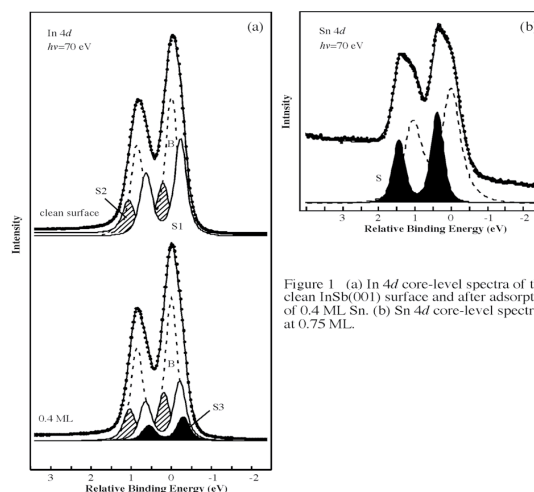 In 4d
hν=70 eV
(a)
B
S2
S1
clean surface
Intensity
B
S3
0.4 ML
3 2 1 0 -1 -2
Relative Binding Energy (eV)
Sn 4d
hν=70 eV
(b
Intnsity
S
3 2 1 0 -1 -2
Relative Binding Energy (eV)
Figure 1 (a) In 4d core-level spectra of t
clean InSb(001) surface and after adsorpt
of 0.4 ML Sn. (b) Sn 4d core-level spectr
at 0.75 ML.